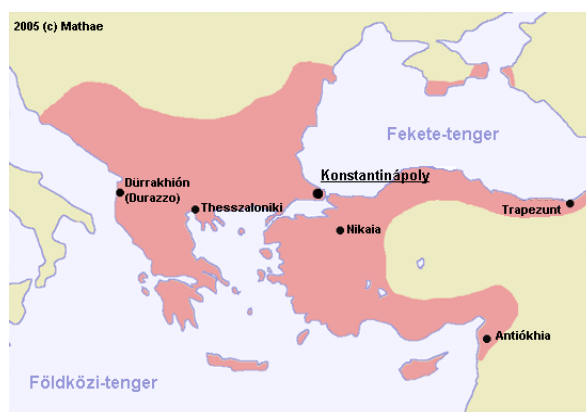 2005 (c) Mathae
Fekete-tenger
Konstantinápoly
Dürrakhión
(Durazzo)
Thesszaloniki
Trapezunt
Nikaia
Antiókhia
Földközi-tenger